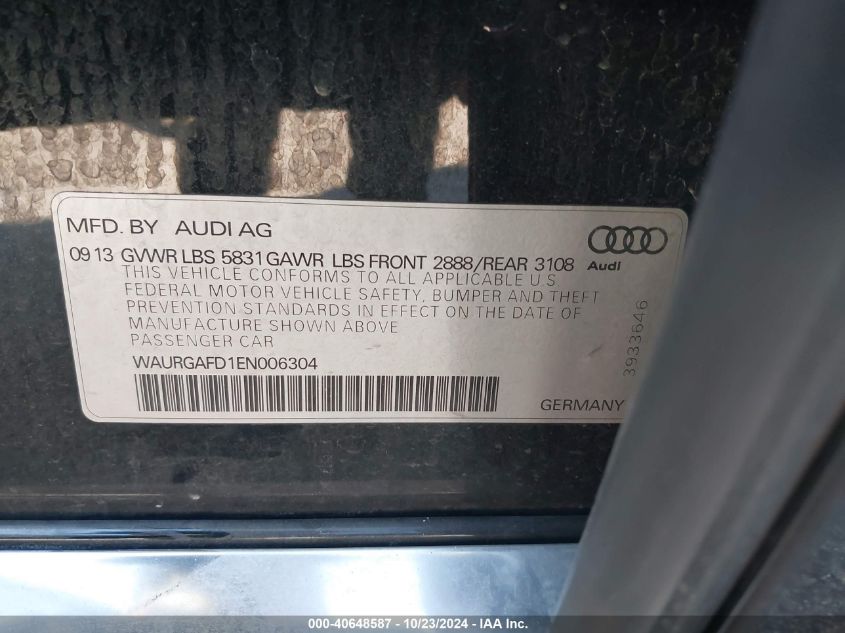 MFD. BY AUDI AG
09 13 GVWR LBS 5831 GAWR LBS FRONT 2888/REAR 3108
Audi
THIS VEHICLE CONFORMS TO ALL APPLICABLE U.S
FEDERAL MOTOR VEHICLE SAFETY, BUMPER AND THEFT
PREVENTION STANDARDS IN EFFECT ON THE DATE OF
MANUFACTURE SHOWN ABOVE
PASSENGER CAR
WAURGAFD1EN006304
GERMANY
3933646
000-40648587 - 10/23/2024 - IAA Inc.